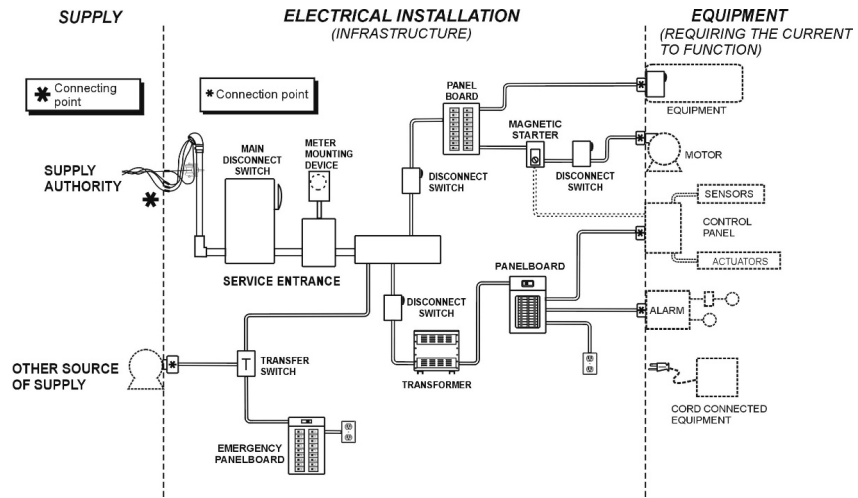 SUPPLY
ELECTRICAL INSTALLATION
(INFRASTRUCTURE)
EQUIPMENT
(REQUIRING THE CURRENT
TO FUNCTION)
* Connecting
point
* Connection point
PANEL
BOARD
EQUIPMENT
MAGNETIC
STARTER
MAIN
DISCONNECT
SWITCH
METER
MOUNTING
DEVICE
MOTOR
SUPPLY
AUTHORITY
*
DISCONNECT
SWITCH
DISCONNECT
SWITCH
SENSORS
CONTROL
PANEL
ACTUATORS
SERVICE ENTRANCE
PANELBOARD
DISCONNECT
SWITCH
ALARM
OTHER SOURCE
OF SUPPLY
T
TRANSFER
SWITCH
TRANSFORMER
CORD CONNECTED
EQUIPMENT
EMERGENCY
PANELBOARD